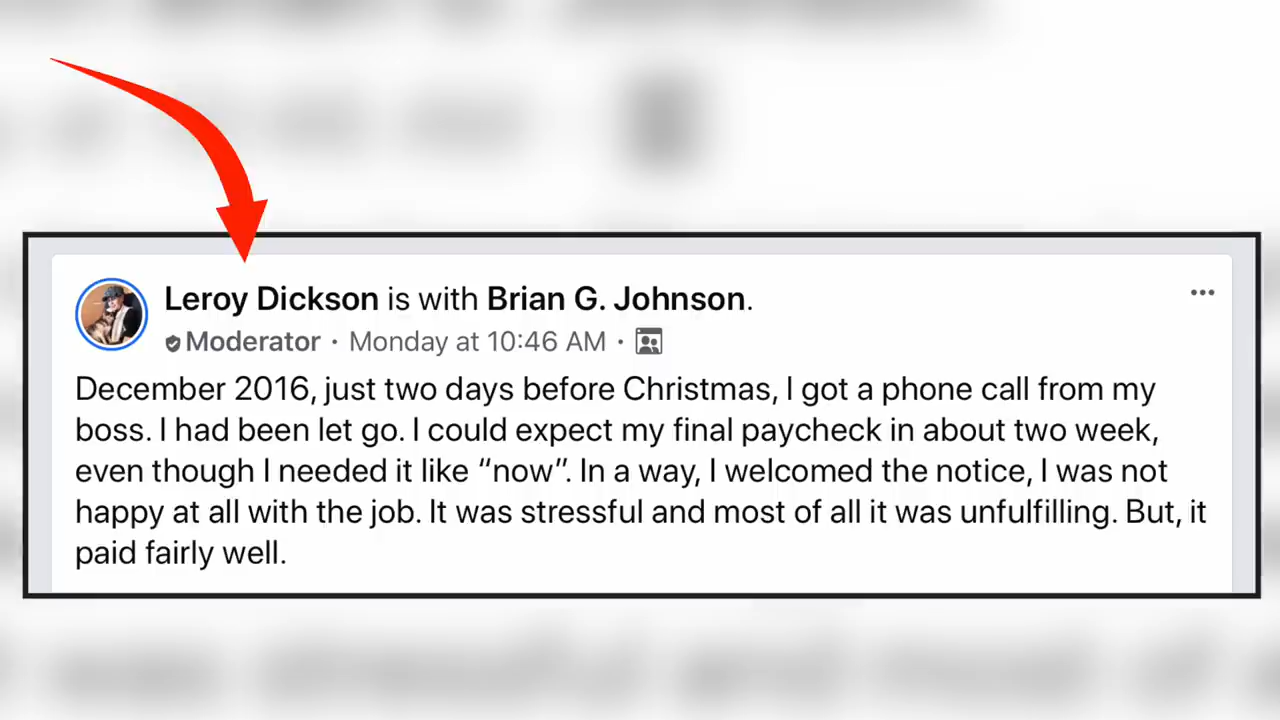 Leroy Dickson is with Brian G. Johnson.
Moderator · Monday at 10:46 AM ·
December 2016, just two days before Christmas, I got a phone call from my
boss. I had been let go. I could expect my final paycheck in about two week,
even though I needed it like “now”. In a way, I welcomed the notice, I was not
happy at all with the job. It was stressful and most of all it was unfulfilling. But, it
paid fairly well.